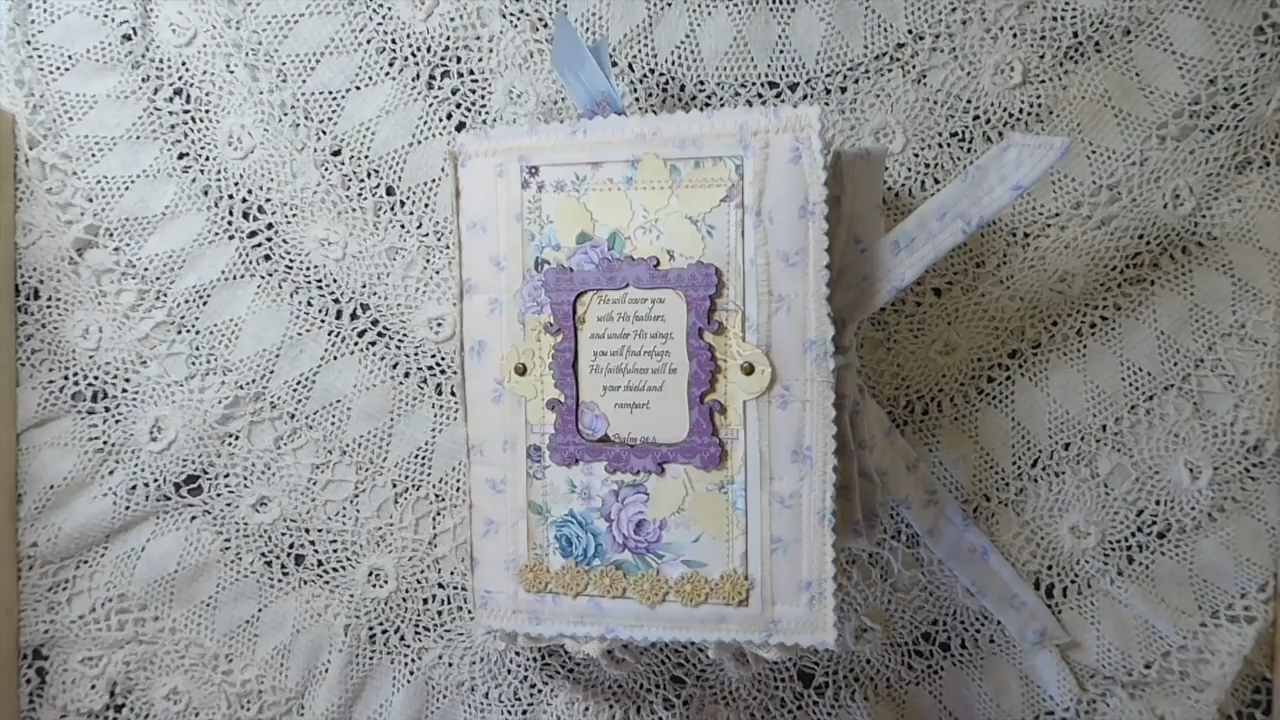 He will cover you
with His feathers,
and under His wings,
you will find refuge;
His faithfulness will be
your shield and
rampart.
Psalm 91:4